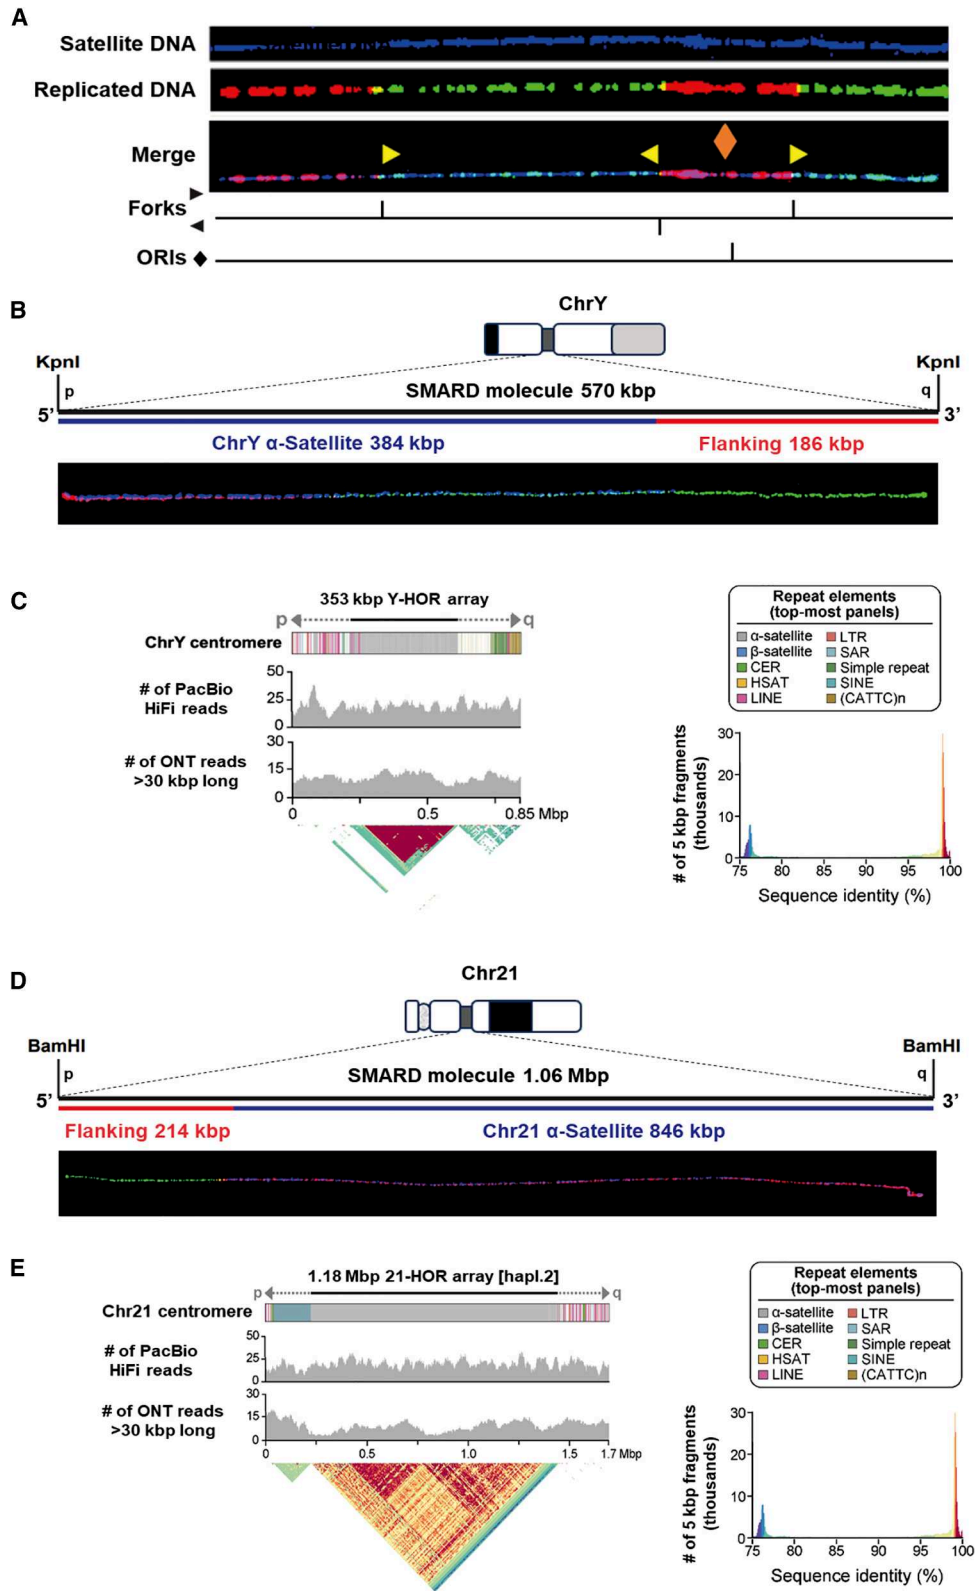 A
Satellite DNA
Replicated DNA
Merge
Forks
ORIs
B
ChrY
KpnI
KpnI
p
SMARD molecule 570 kbp
q
5’
3’
ChrY α-Satellite 384 kbp
Flanking 186 kbp
C
353 kbp Y-HOR array
p
q
ChrY centromere
50
# of PacBio
HiFi reads
25
0
30
# of ONT reads
>30 kbp long
15
0
0
0.5
0.85 Mbp
Repeat elements
(top-most panels)
α-satellite
LTR
β-satellite
SAR
CER
Simple repeat
HSAT
SINE
LINE
(CATTC)n
# of 5 kbp fragments
(thousands)
30
20
10
0
75 80 85 90 95 100
Sequence identity (%)
D
Chr21
BamHI
BamHI
p
SMARD molecule 1.06 Mbp
q
5’
3’
Flanking 214 kbp
Chr21 α-Satellite 846 kbp
E
1.18 Mbp 21-HOR array [hapl.2]
p
q
Chr21 centromere
50
# of PacBio
HiFi reads
25
0
30
# of ONT reads
>30 kbp long
15
0
0
0.5
1.0
1.5
1.7 Mbp
Repeat elements
(top-most panels)
α-satellite
LTR
β-satellite
SAR
CER
Simple repeat
HSAT
SINE
LINE
(CATTC)n
# of 5 kbp fragments
(thousands)
30
20
10
0
75 80 85 90 95 100
Sequence identity (%)